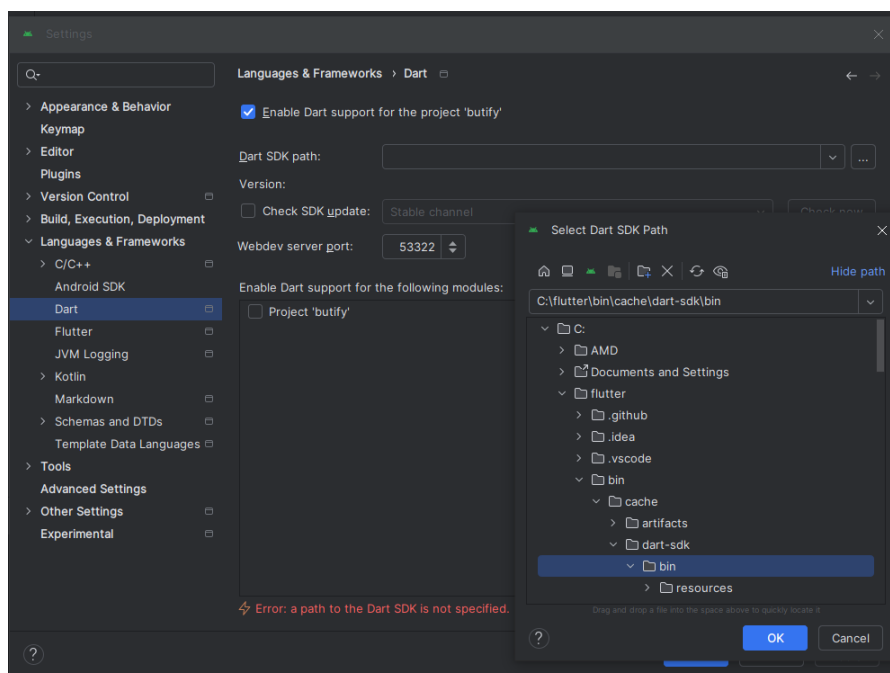 Settings
Languages & Frameworks › Dart
Appearance & Behavior
Keymap
Editor
Plugins
Version Control
Build, Execution, Deployment
Languages & Frameworks
C/C++
Android SDK
Dart
Flutter
JVM Logging
Kotlin
Markdown
Schemas and DTDs
Template Data Languages
Tools
Advanced Settings
Other Settings
Experimental
Enable Dart support for the project 'butify'
Dart SDK path:
...
Version:
Check SDK update:
Stable channel
Check now
Webdev server port:
53322
Enable Dart support for the following modules:
Project 'butify'
Error: a path to the Dart SDK is not specified.
?
Select Dart SDK Path
Hide path
C:\flutter\bin\cache\dart-sdk\bin
C:
AMD
Documents and Settings
flutter
.github
.idea
.vscode
bin
cache
artifacts
dart-sdk
bin
resources
Drag and drop a file into the space above to quickly locate it
?
OK
Cancel